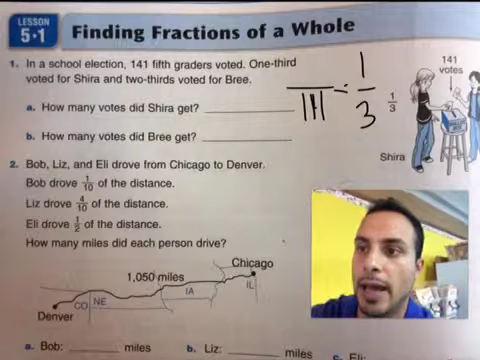 LESSON
5•1
Finding Fractions of a Whole
1. In a school election, 141 fifth graders voted. One-third
voted for Shira and two-thirds voted for Bree.
a. How many votes did Shira get?
b. How many votes did Bree get?
141 = 1/3
141
votes
1/3
Shira
2. Bob, Liz, and Eli drove from Chicago to Denver.
Bob drove 1/10 of the distance.
Liz drove 4/10 of the distance.
Eli drove 1/2 of the distance.
How many miles did each person drive?
Chicago
1,050 miles
IL
IA
NE
CO
Denver
a. Bob: miles
b. Liz: miles
c. Eli: